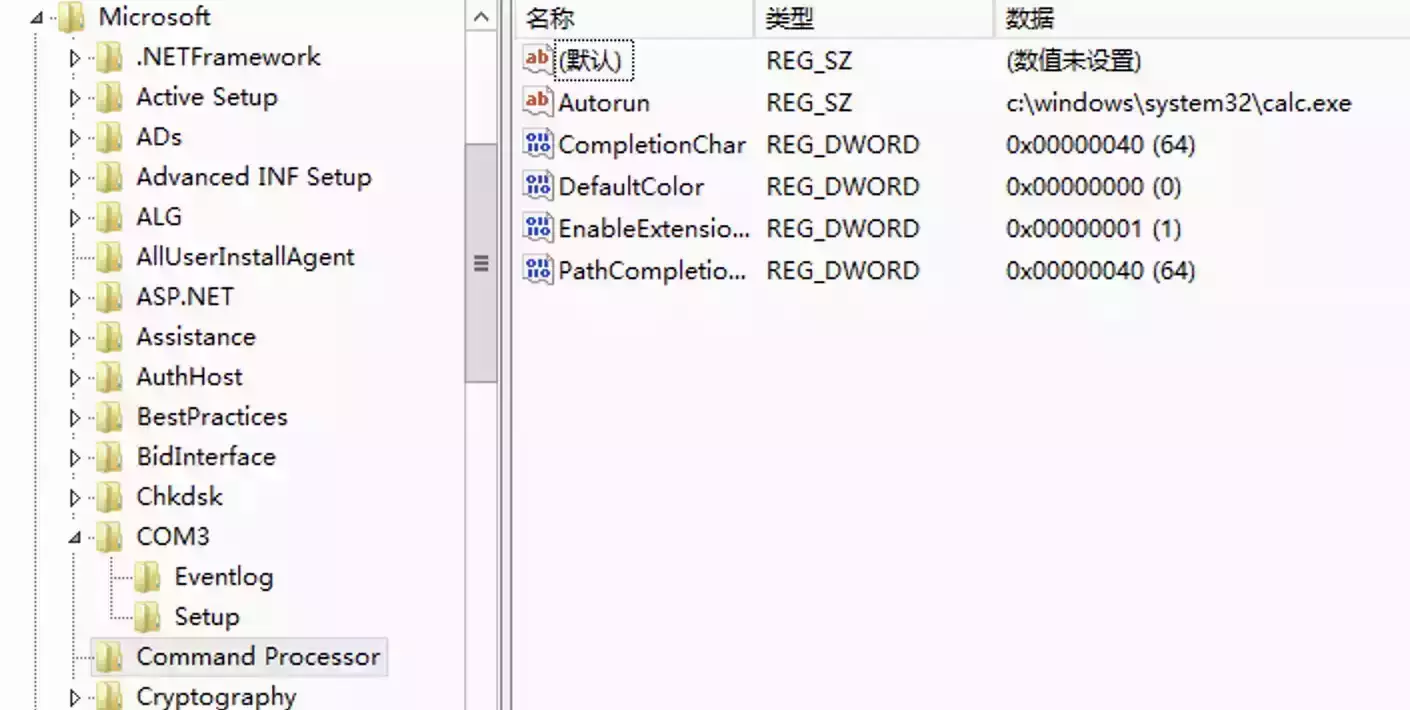 Microsoft
.NETFramework
Active Setup
ADs
Advanced INF Setup
ALG
AllUserInstallAgent
ASP.NET
Assistance
AuthHost
BestPractices
BidInterface
Chkdsk
COM3
Eventlog
Setup
Command Processor
Cryptography
名称 类型 数据
(默认) REG_SZ (数值未设置)
Autorun REG_SZ c:\windows\system32\calc.exe
CompletionChar REG_DWORD 0x00000040 (64)
DefaultColor REG_DWORD 0x00000000 (0)
EnableExtensio... REG_DWORD 0x00000001 (1)
PathCompletio... REG_DWORD 0x00000040 (64)